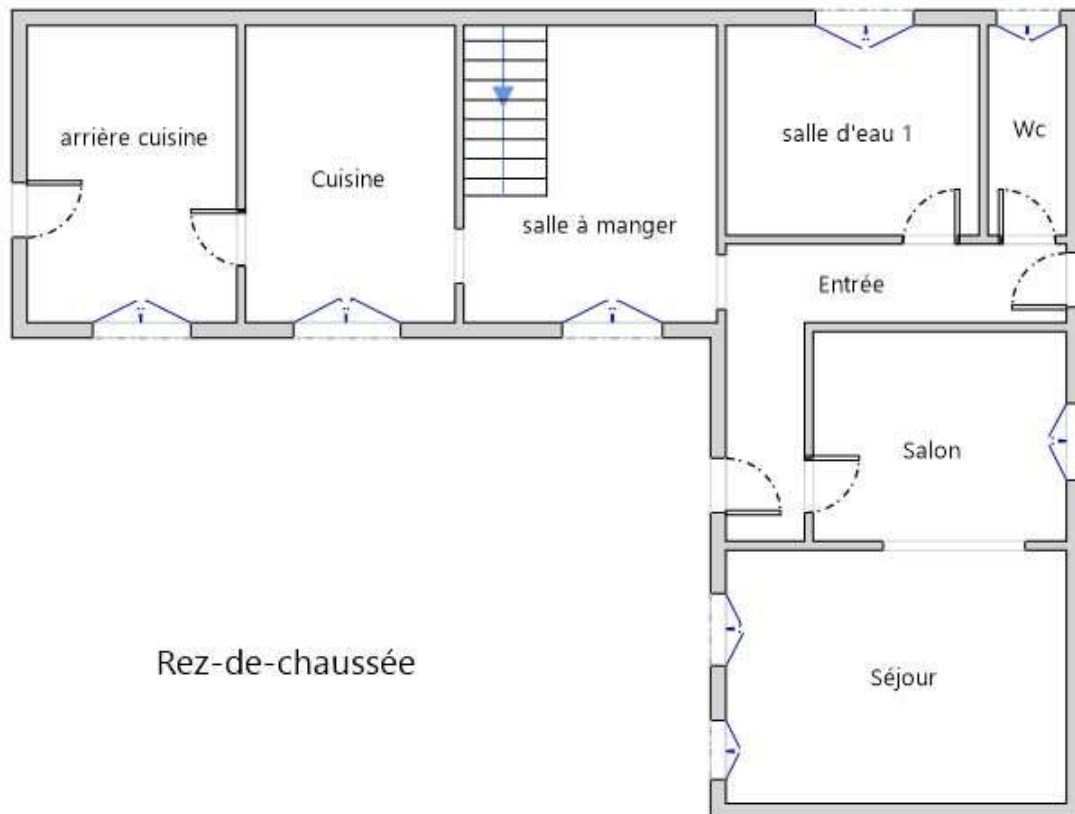 arrière cuisine
Cuisine
salle à manger
salle d'eau 1
Wc
Entrée
Salon
Séjour
Rez-de-chaussée